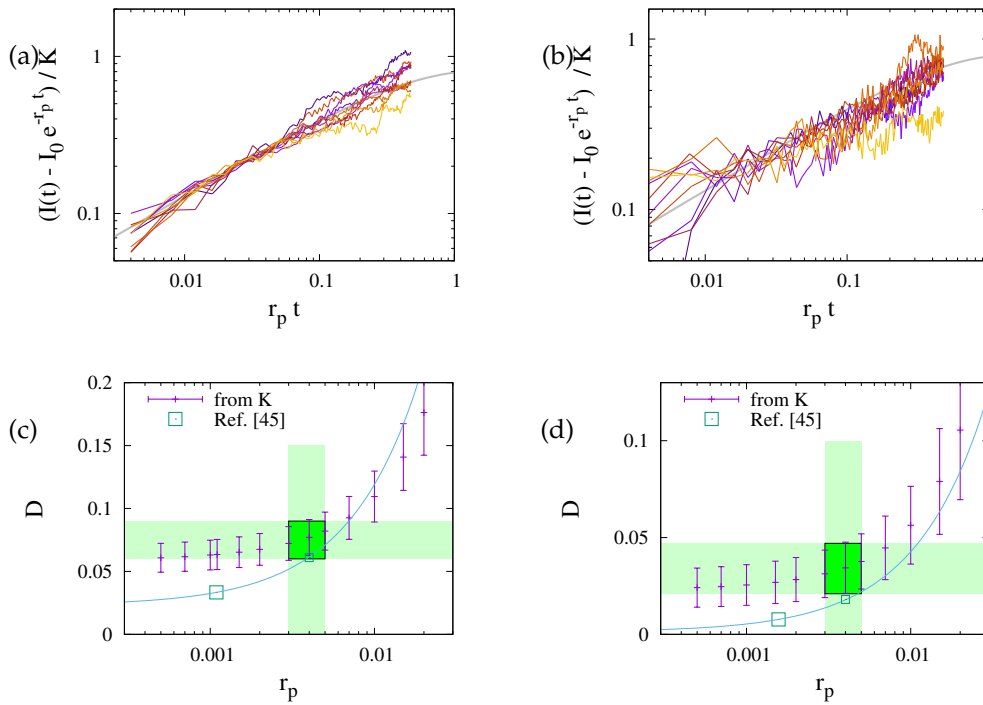 (a)
(I(t) - I0 e-rp t) / K
1
0.1
0.01
0.1
1
rp t
(b)
(I(t) - I0 e-rp t) / K
1
0.1
0.01
0.1
rp t
(c)
D
0.2
0.15
0.1
0.05
0
from K
Ref. [45]
0.001
0.01
rp
(d)
D
0.1
0.05
0
from K
Ref. [45]
0.001
0.01
rp